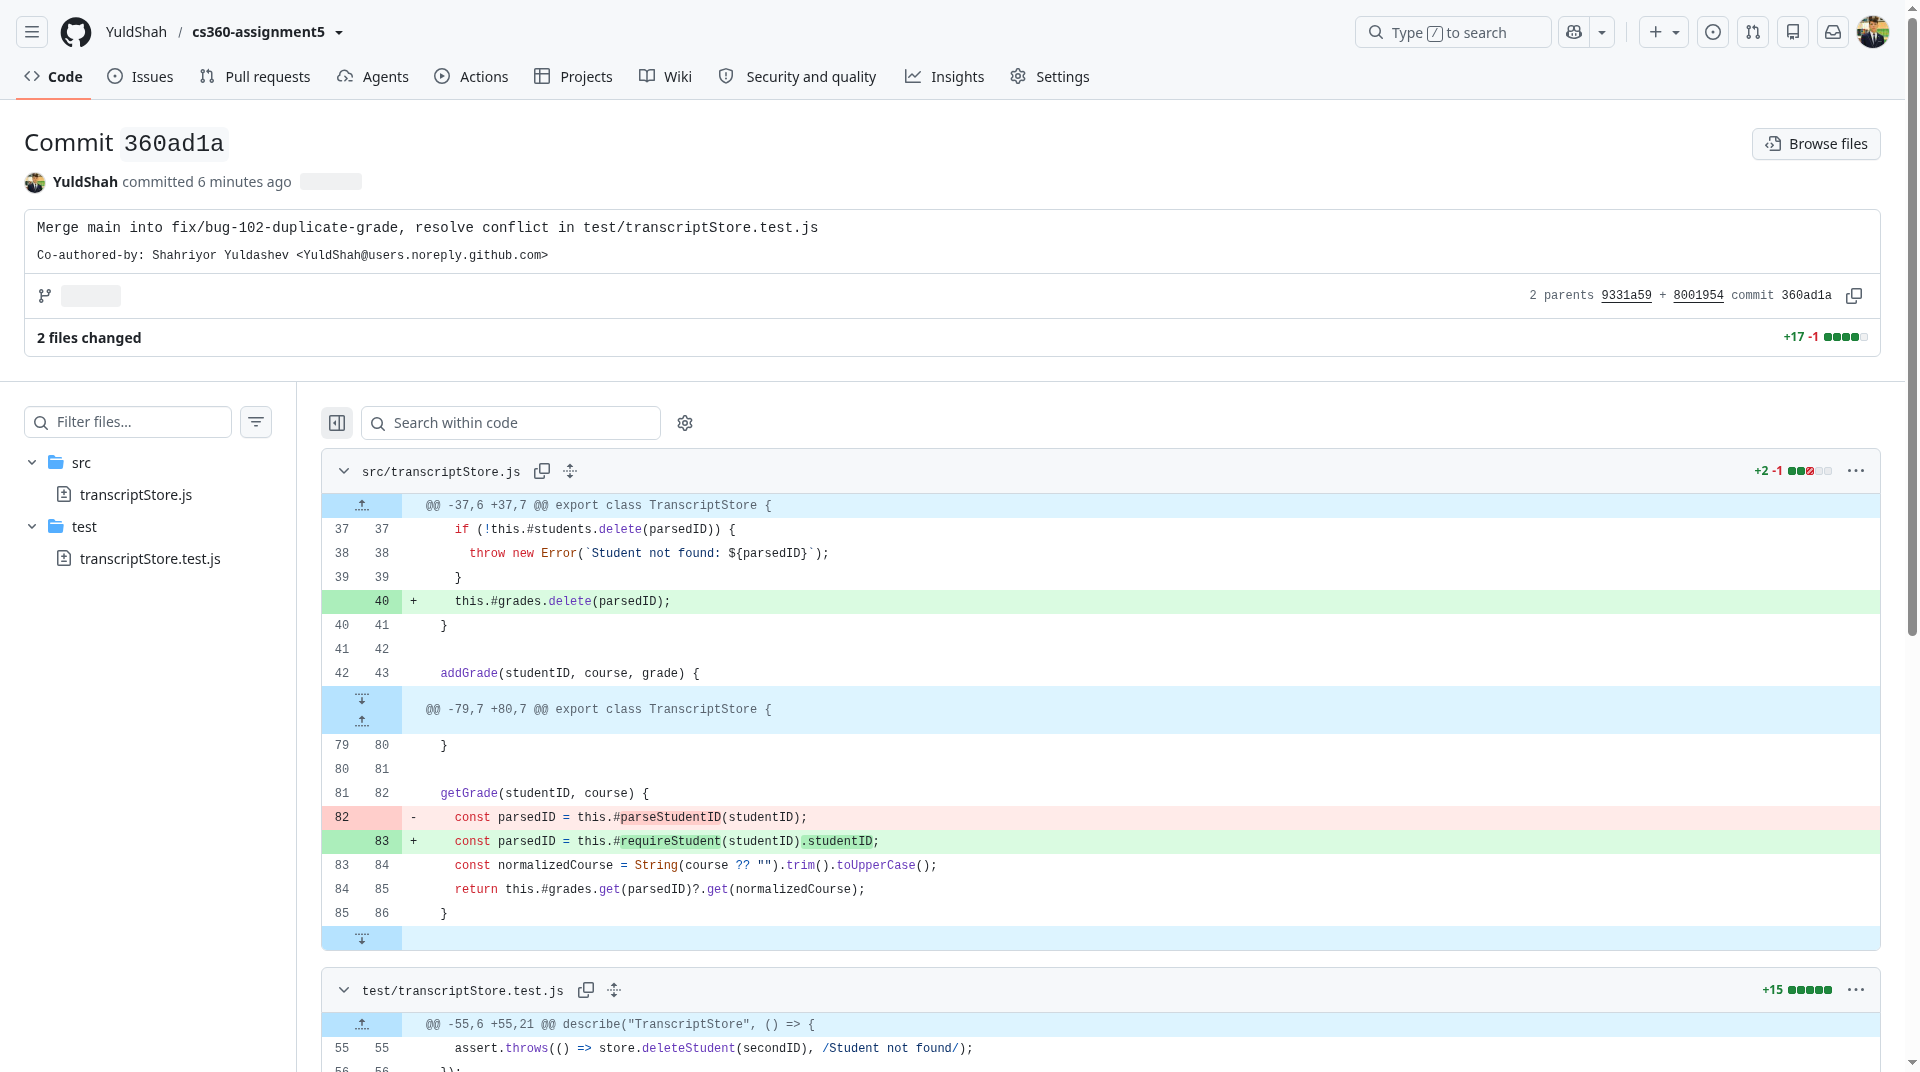 YuldShah / cs360-assignment5
Type / to search
Code
Issues
Pull requests
Agents
Actions
Projects
Wiki
Security and quality
Insights
Settings
Commit 360ad1a
Browse files
YuldShah committed 6 minutes ago
Merge main into fix/bug-102-duplicate-grade, resolve conflict in test/transcriptStore.test.js
Co-authored-by: Shahriyor Yuldashev <YuldShah@users.noreply.github.com>
2 parents 9331a59 + 8001954 commit 360ad1a
2 files changed
+17 -1
Filter files...
src
transcriptStore.js
test
transcriptStore.test.js
Search within code
src/transcriptStore.js
+2 -1
@@ -37,6 +37,7 @@ export class TranscriptStore {
37 37 if (!this.#students.delete(parsedID)) {
38 38 throw new Error(`Student not found: ${parsedID}`);
39 39 }
40 + this.#grades.delete(parsedID);
40 41 }
41 42
42 43 addGrade(studentID, course, grade) {
@@ -79,7 +80,7 @@ export class TranscriptStore {
79 80 }
80 81
81 82 getGrade(studentID, course) {
82 - const parsedID = this.#parseStudentID(studentID);
83 + const parsedID = this.#requireStudent(studentID).studentID;
83 84 const normalizedCourse = String(course ?? "").trim().toUpperCase();
84 85 return this.#grades.get(parsedID)?.get(normalizedCourse);
85 86 }
test/transcriptStore.test.js
+15
@@ -55,6 +55,21 @@ describe("TranscriptStore", () => {
55 55 assert.throws(() => store.deleteStudent(secondID), /Student not found/);
56 56 });